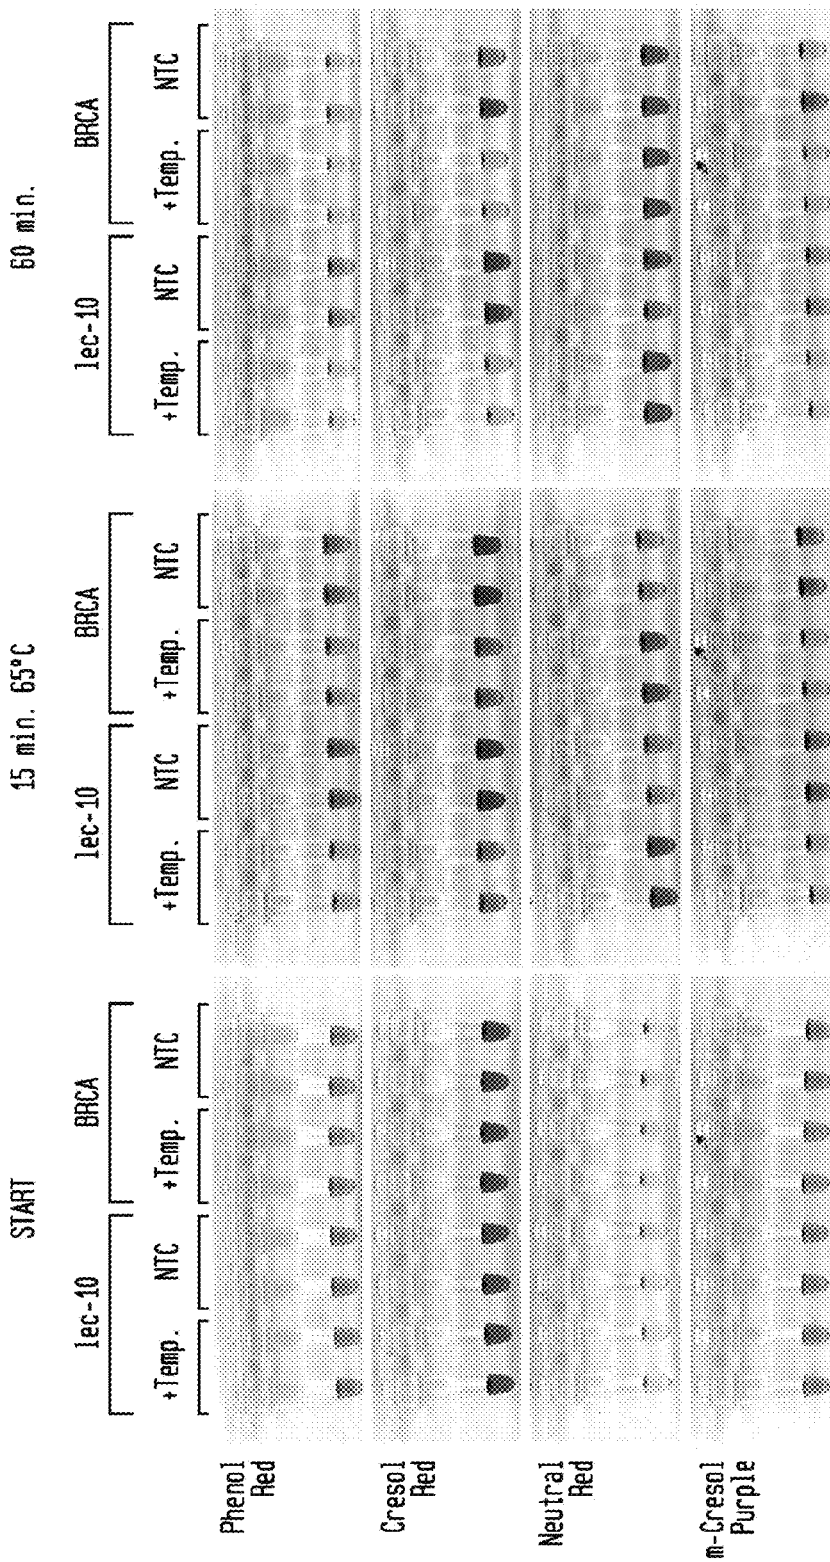 START
15 min. 65°C
60 min.
lec-10
BRCA
lec-10
BRCA
lec-10
BRCA
+Temp.
NTC
+Temp.
NTC
+Temp.
NTC
+Temp.
NTC
+Temp.
NTC
+Temp.
NTC
Phenol
Red
Cresol
Red
Neutral
Red
m-Cresol
Purple